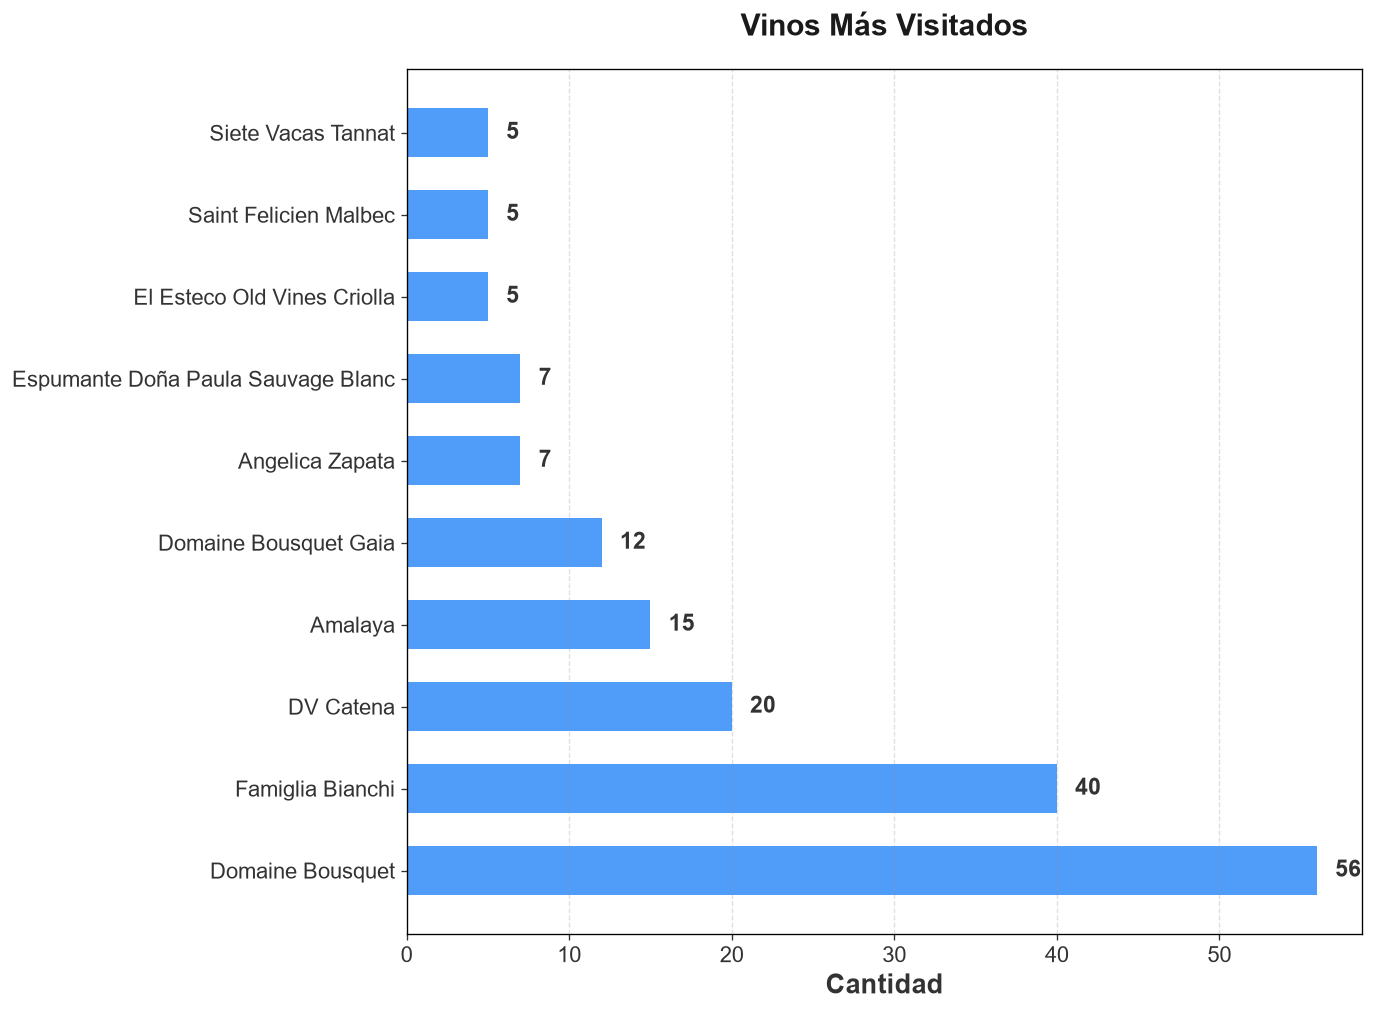 Vinos Más Visitados
Siete Vacas Tannat 5
Saint Felicien Malbec 5
El Esteco Old Vines Criolla 5
Espumante Doña Paula Sauvage Blanc 7
Angelica Zapata 7
Domaine Bousquet Gaia 12
Amalaya 15
DV Catena 20
Famiglia Bianchi 40
Domaine Bousquet 56
0 10 20 30 40 50
Cantidad